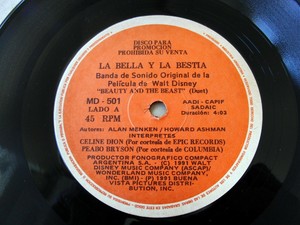 DISCO PARA
PROMOCION
PROHIBIDA SU VENTA
LA BELLA Y LA BESTIA
Banda de Sonido Original de la
Película de Walt Disney
"BEAUTY AND THE BEAST" (Duet)
MD - 501
LADO A
45 RPM
AADI - CAPIF
SADAIC
Duración: 4:03
Autores: ALAN MENKEN / HOWARD ASHMAN
INTERPRETES
CELINE DION (Por cortesía de EPIC RECORDS)
PEABO BRYSON (Por cortesía de COLUMBIA)
PRODUCTOR FONOGRAFICO COMPACT
ARGENTINA S.A. - (C) 1991 WALT
DISNEY MUSIC COMPANY (ASCAP)/
WONDERLAND MUSIC COMPANY,
INC. (BMI) - (P) 1991 BUENA
VISTA PICTURES DISTRI-
BUTION, INC.